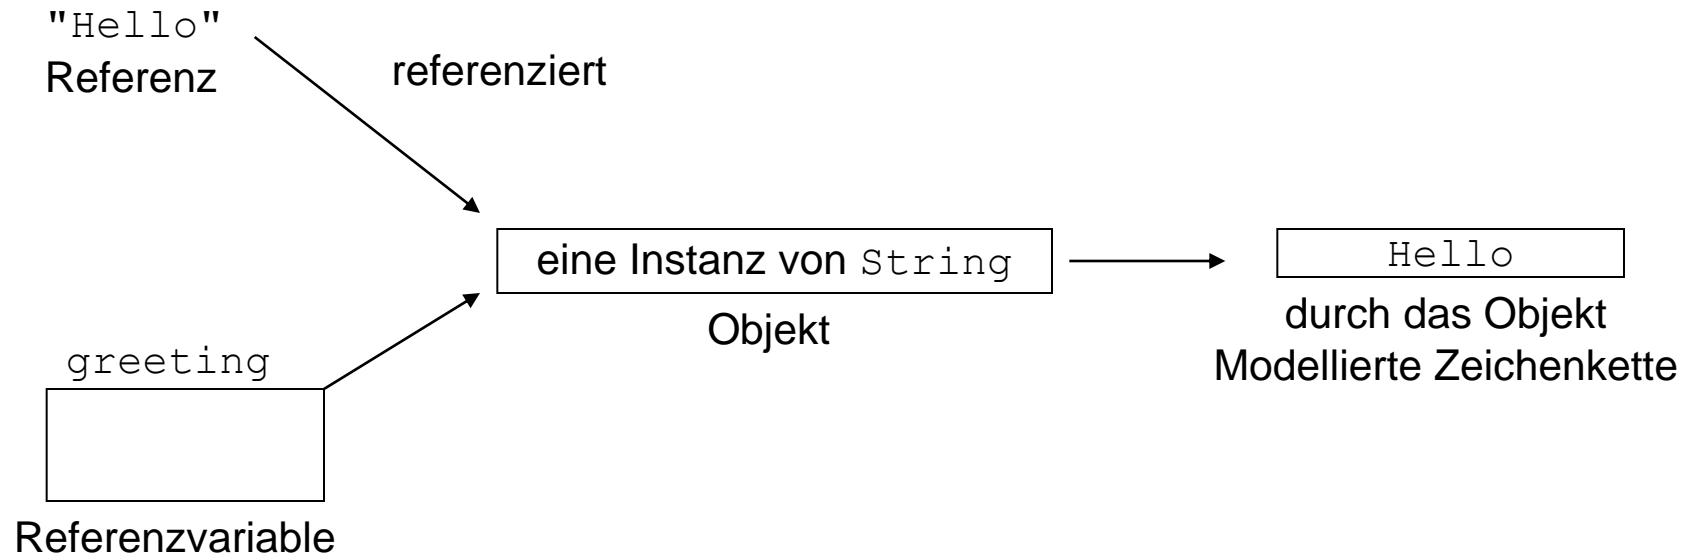 "Hello"
Referenz
referenziert
eine Instanz von String
Objekt
Hello
durch das Objekt
Modellierte Zeichenkette
greeting
Referenzvariable